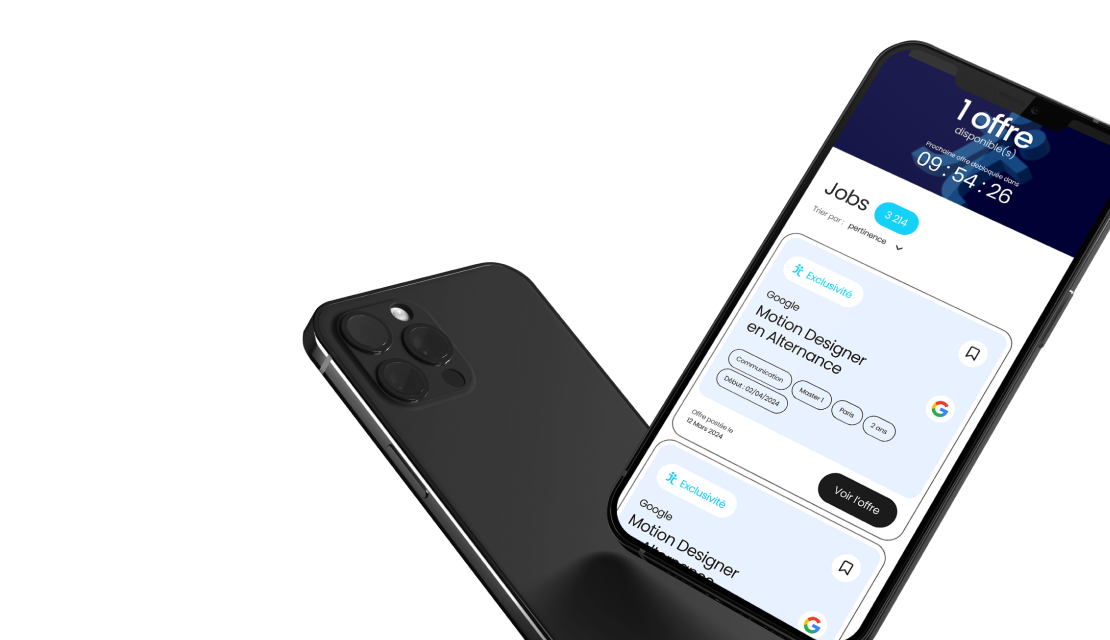 1 offre
disponible(s)
Prochaine offre débloquée dans
09 : 54 : 26
Jobs 3 214
Trier par : pertinence
Exclusivité
Google
Motion Designer
en Alternance
Communication Master 1 Paris 2 ans
Début : 02/04/2024
Offre postée le
12 Mars 2024
Voir l'offre
Exclusivité
Google
Motion Designer
Alternance